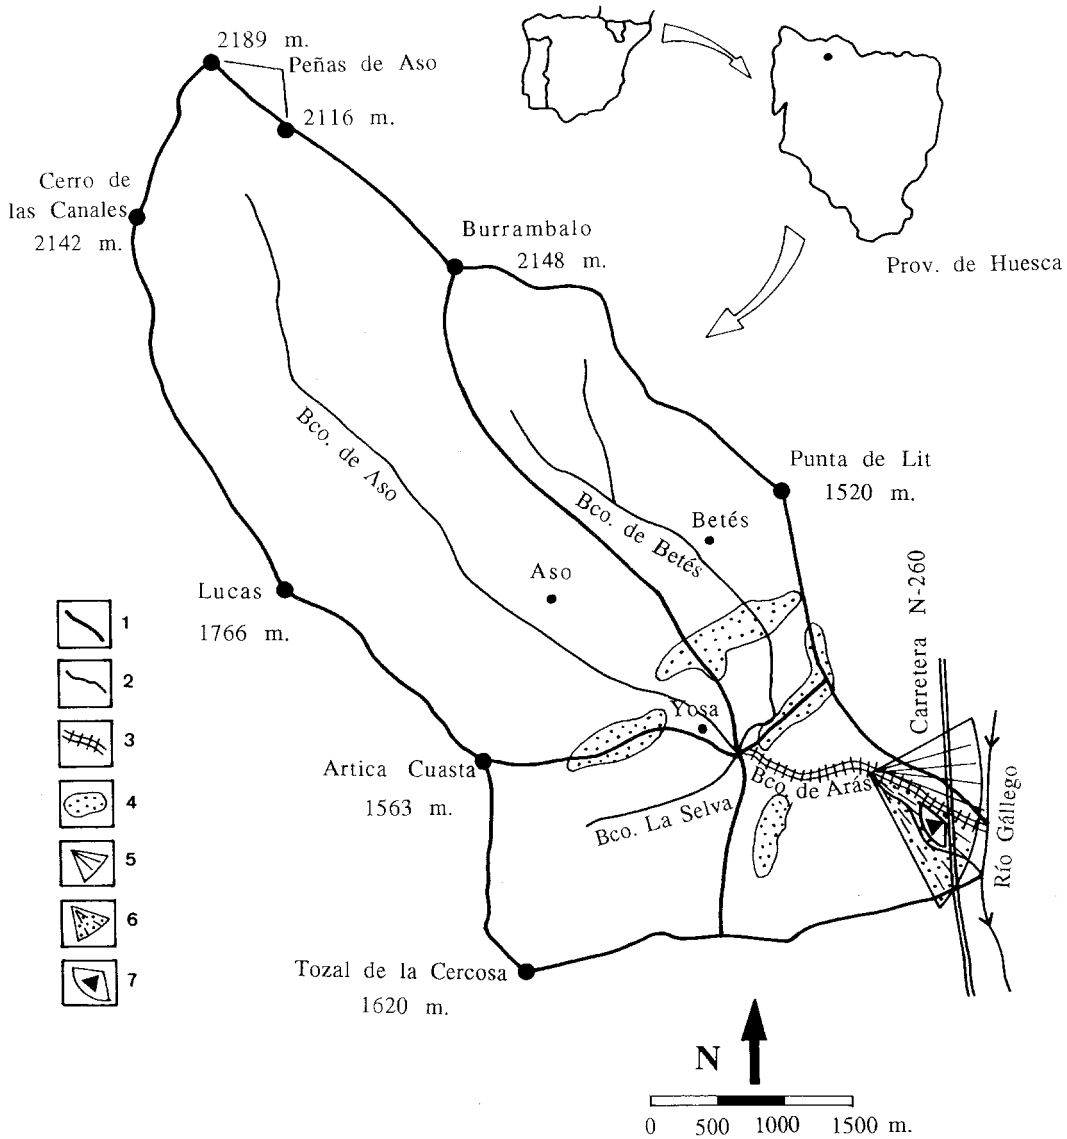 2189 m.
Peñas de Aso
2116 m.
Cerro de
las Canales
2142 m.
Burrambalo
2148 m.
Prov. de Huesca
Bco. de Aso
Punta de Lit
1520 m.
Bco. de Betés
Betés
Aso
Lucas
1766 m.
Carretera N-260
Yosa
Artica Cuasta
1563 m.
Bco. de Arás
Bco. La Selva
Río Gállego
Tozal de la Cercosa
1620 m.
1
2
3
4
5
6
7
N
0 500 1000 1500 m.